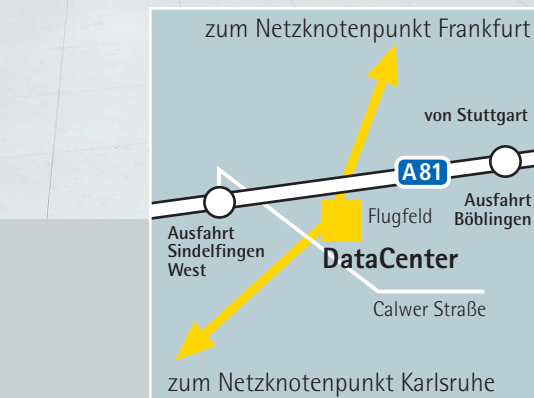 zum Netzknotenpunkt Frankfurt
von Stuttgart
A81
Ausfahrt
Böblingen
Flugfeld
Ausfahrt
Sindelfingen
West
DataCenter
Calwer Straße
zum Netzknotenpunkt Karlsruhe